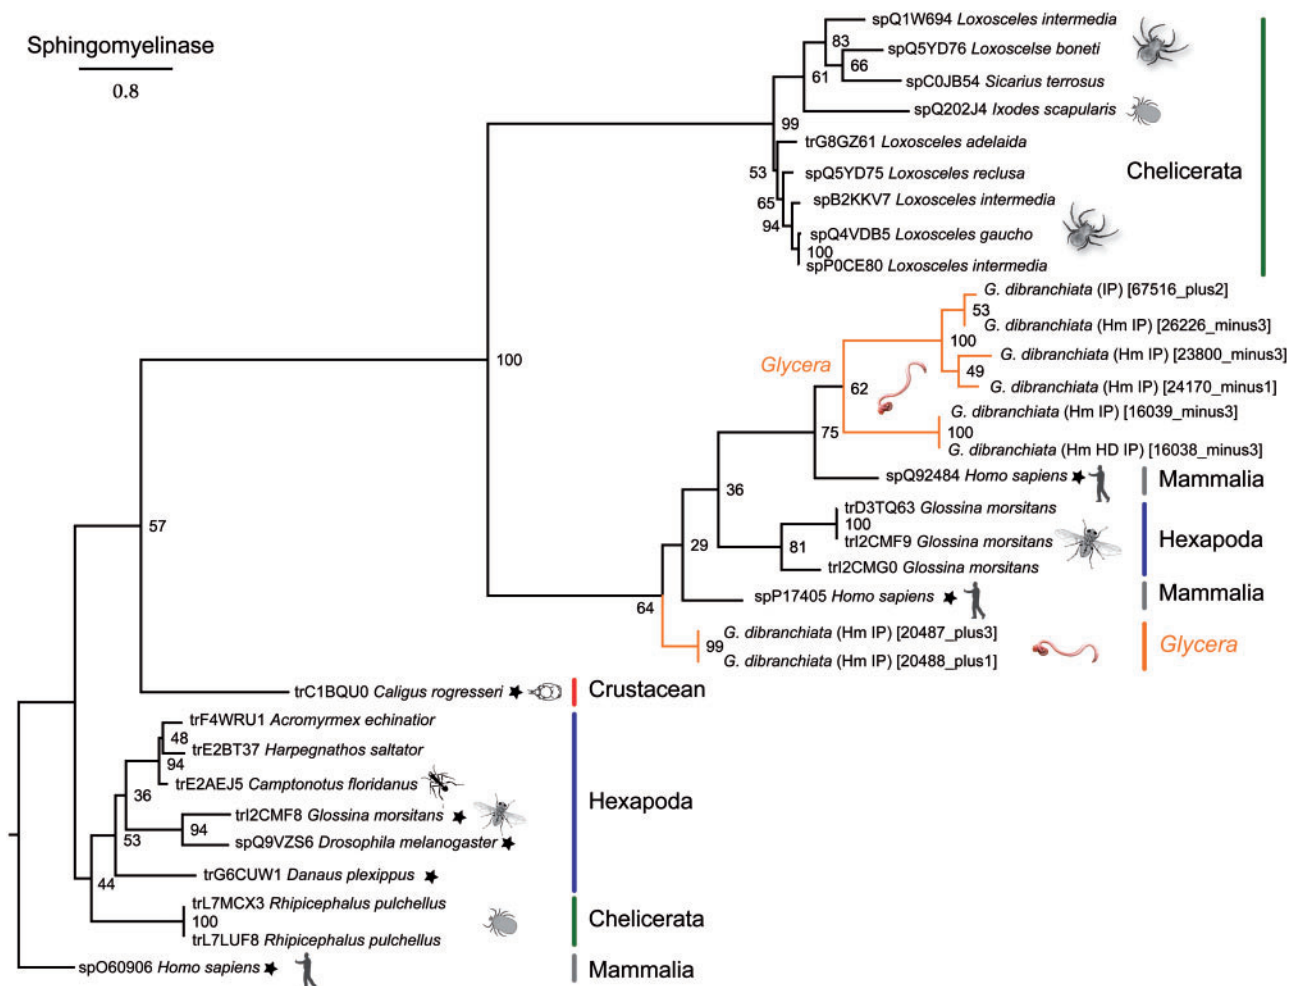 Sphingomyelinase
0.8
spQ1W694 Loxosceles intermedia
83
spQ5YD76 Loxoscelse boneti
66
61
spC0JB54 Sicarius terrosus
spQ202J4 Ixodes scapularis
99
trG8GZ61 Loxosceles adelaida
Chelicerata
53
spQ5YD75 Loxosceles reclusa
65
spB2KKV7 Loxosceles intermedia
94
spQ4VDB5 Loxosceles gaucho
100
spP0CE80 Loxosceles intermedia
G. dibranchiata (IP) [67516_plus2]
53
G. dibranchiata (Hm IP) [26226_minus3]
100
G. dibranchiata (Hm IP) [23800_minus3]
100
Glycera
49
62
G. dibranchiata (Hm IP) [24170_minus1]
G. dibranchiata (Hm IP) [16039_minus3]
75
100
G. dibranchiata (Hm HD IP) [16038_minus3]
spQ92484 Homo sapiens
Mammalia
36
trD3TQ63 Glossina morsitans
57
100
trI2CMF9 Glossina morsitans
Hexapoda
29
81
trI2CMG0 Glossina morsitans
spP17405 Homo sapiens
Mammalia
64
G. dibranchiata (Hm IP) [20487_plus3]
99
Glycera
G. dibranchiata (Hm IP) [20488_plus1]
trC1BQU0 Caligus rogresseri
Crustacean
trF4WRU1 Acromyrmex echinatior
48
trE2BT37 Harpegnathos saltator
94
trE2AEJ5 Camptonotus floridanus
36
Hexapoda
trI2CMF8 Glossina morsitans
94
53
spQ9VZS6 Drosophila melanogaster
trG6CUW1 Danaus plexippus
44
trL7MCX3 Rhipicephalus pulchellus
100
Chelicerata
trL7LUF8 Rhipicephalus pulchellus
spO60906 Homo sapiens
Mammalia